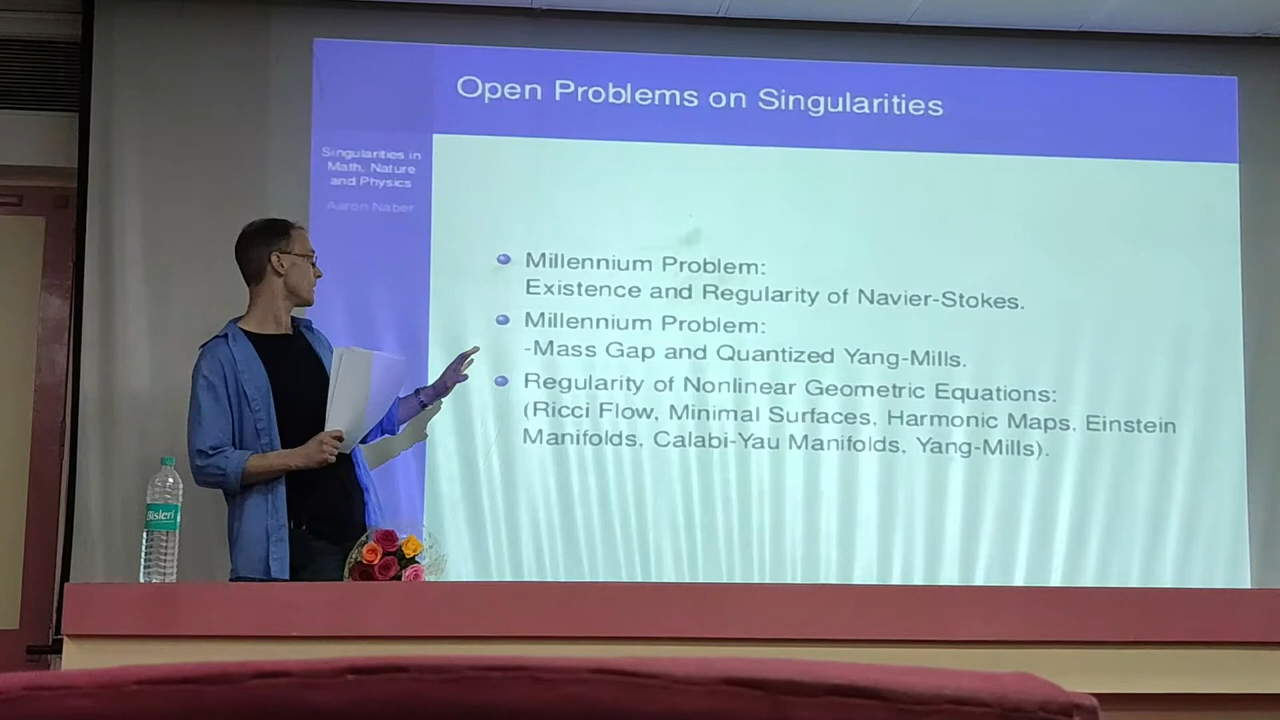 Open Problems on Singularities
Singularities in
Math, Nature
and Physics
Aaron Naber
Millennium Problem:
Existence and Regularity of Navier-Stokes.
Millennium Problem:
-Mass Gap and Quantized Yang-Mills.
Regularity of Nonlinear Geometric Equations:
(Ricci Flow, Minimal Surfaces, Harmonic Maps, Einstein
Manifolds, Calabi-Yau Manifolds, Yang-Mills).
Bisleri